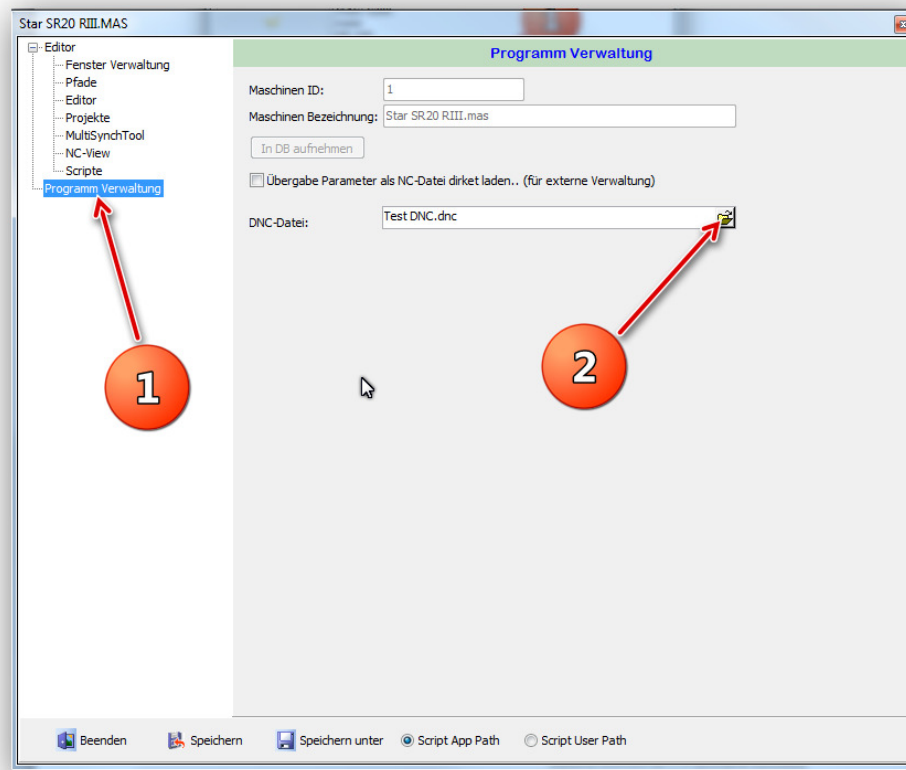 Star SR20 RIII.MAS
Editor
Fenster Verwaltung
Pfade
Editor
Projekte
MultiSynchTool
NC-View
Scripte
Programm Verwaltung
Programm Verwaltung
Maschinen ID: 1
Maschinen Bezeichnung: Star SR20 RIII.mas
In DB aufnehmen
Übergabe Parameter als NC-Datei dirket laden.. (für externe Verwaltung)
DNC-Datei: Test DNC.dnc
1
2
Beenden Speichern Speichern unter Script App Path Script User Path